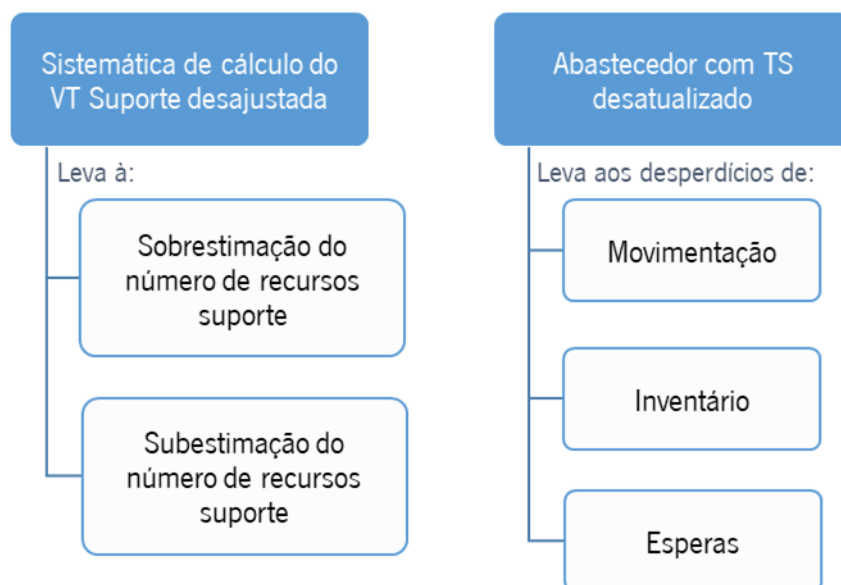 Sistemática de cálculo do
VT Suporte desajustada
Leva à:
Sobrestimação do
número de recursos
suporte
Subestimação do
número de recursos
suporte
Abastecedor com TS
desatualizado
Leva aos desperdícios de:
Movimentação
Inventário
Esperas